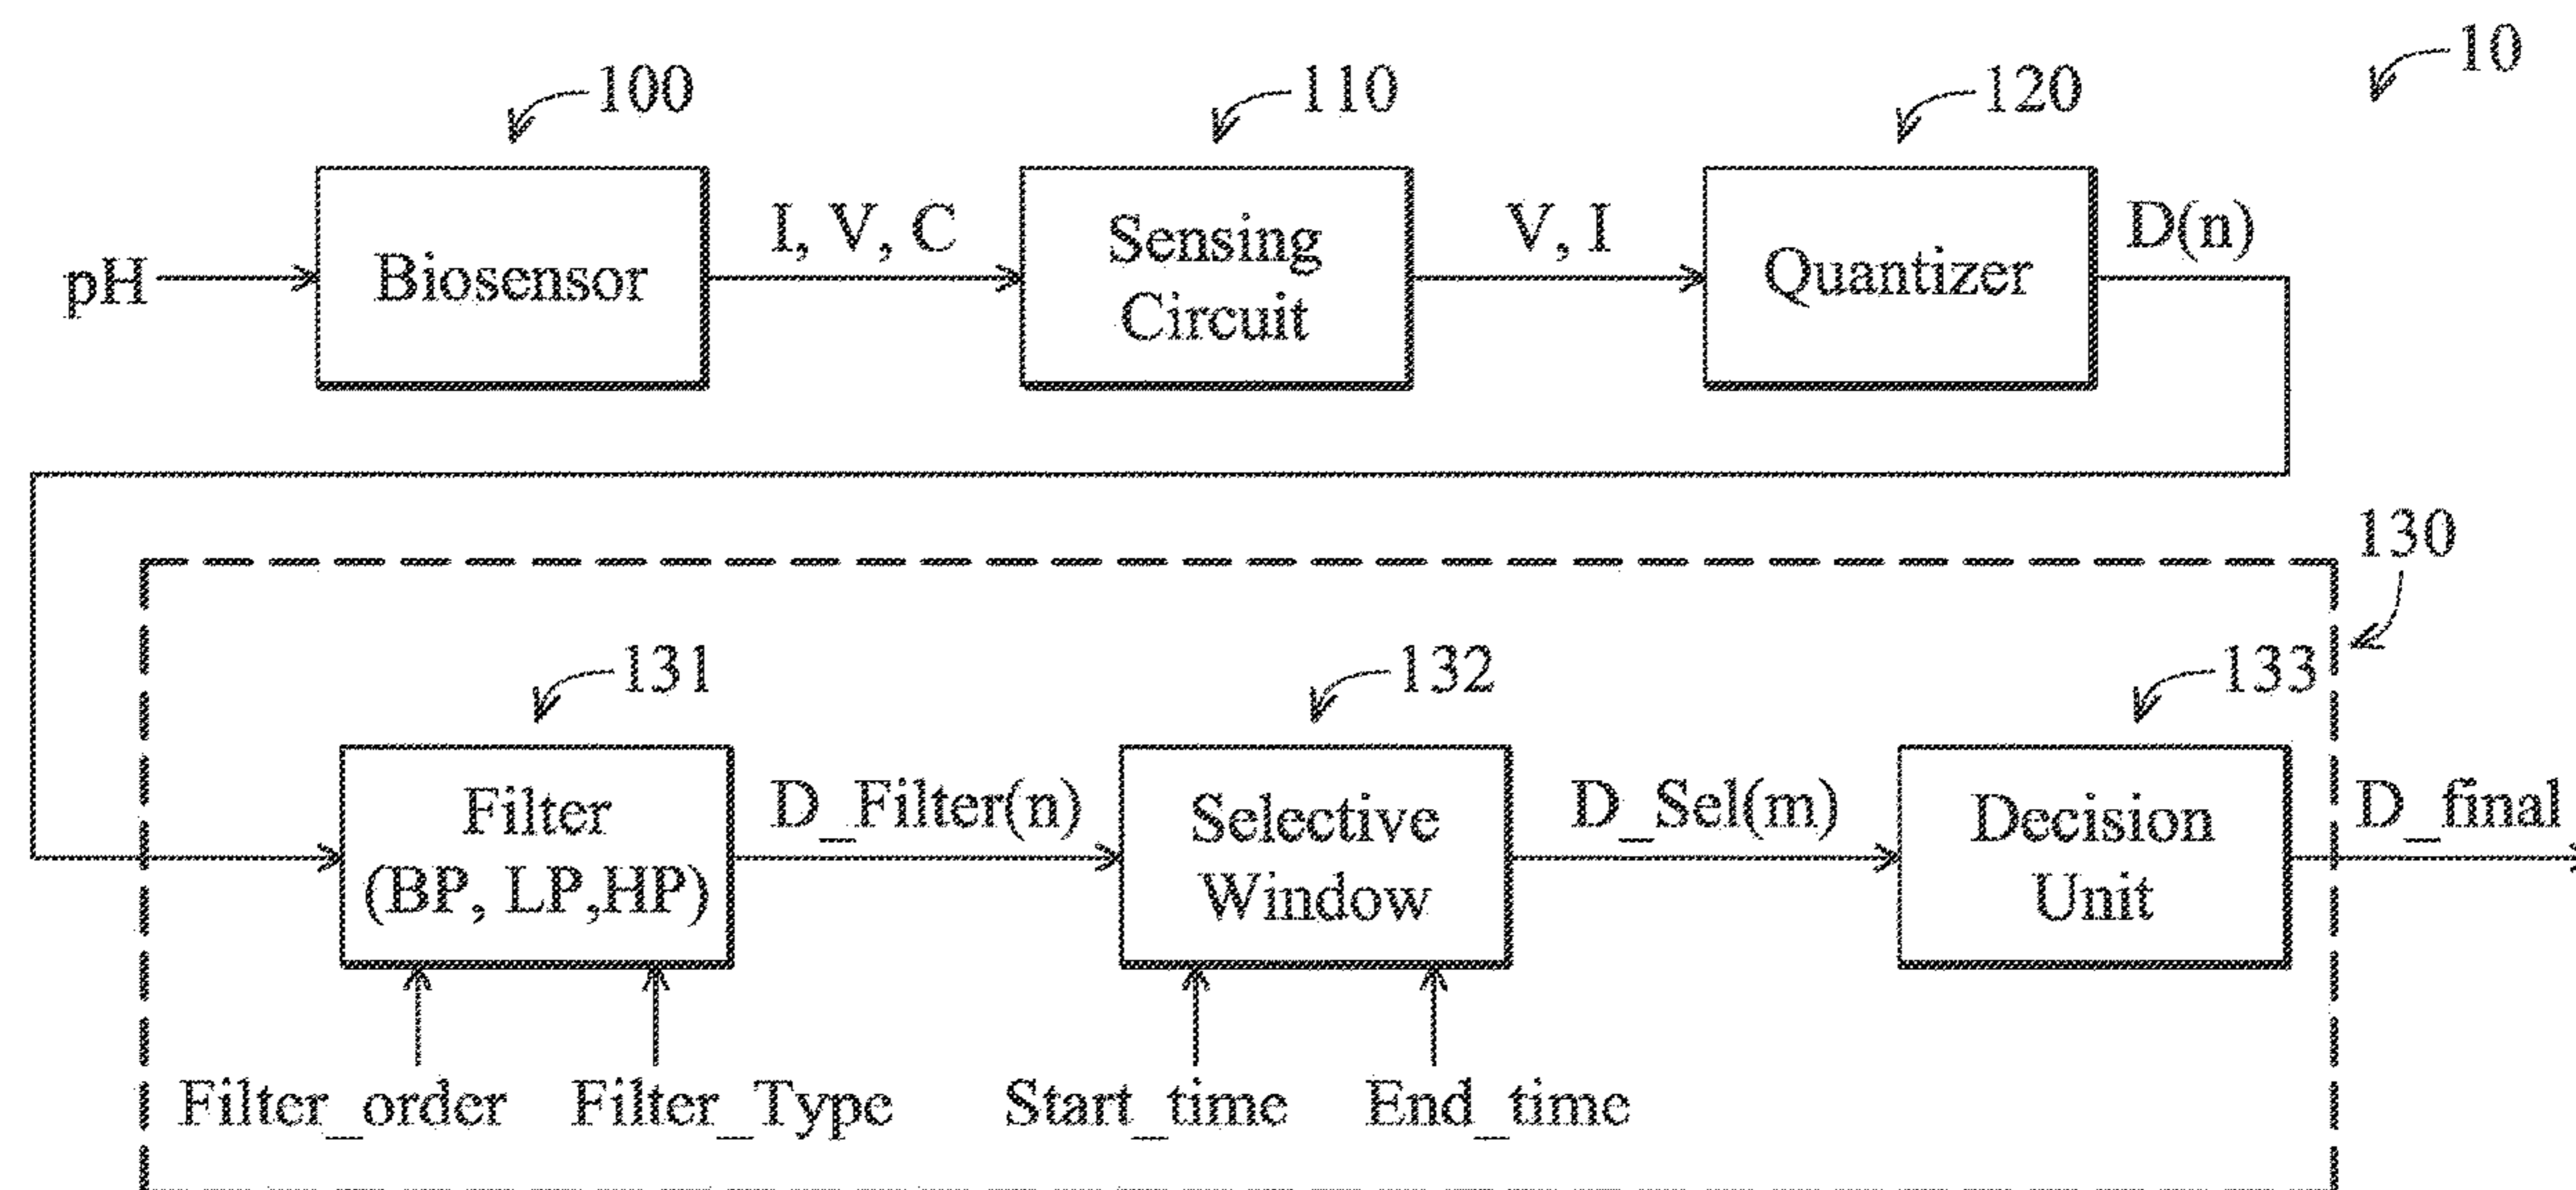 10
100
110
120
pH
Biosensor
I, V, C
Sensing
Circuit
V, I
Quantizer
D(n)
130
131
132
133
Filter
(BP, LP,HP)
D_Filter(n)
Selective
Window
D_Sel(m)
Decision
Unit
D_final
Filter_order
Filter_Type
Start_time
End_time